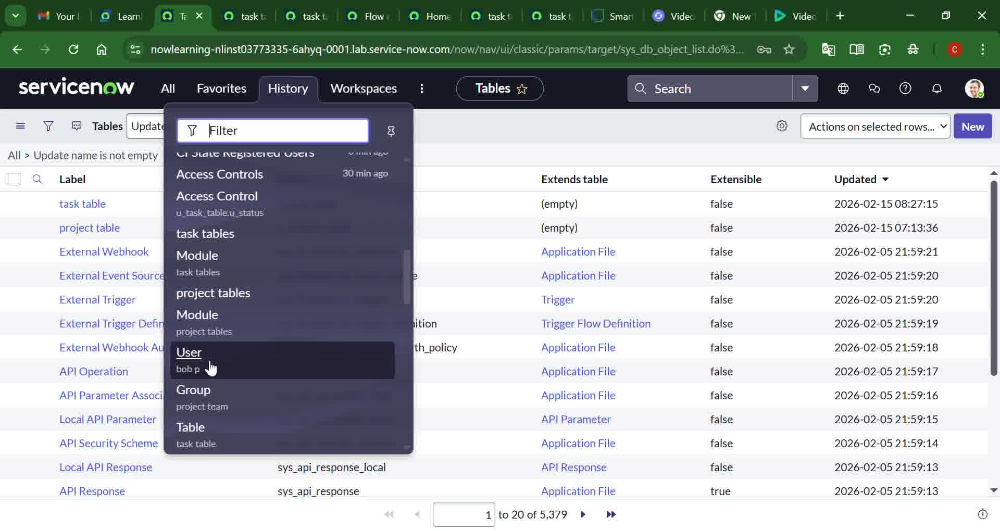 Your
Learn
Ta
task t
task t
Flow
Home
task t
task t
Smar
Video
New
Video
nowlearning-nlinst03773335-6ahyq-0001.lab.service-now.com/now/nav/ui/classic/params/target/sys_db_object_list.do%3...
C
servicenow
All
Favorites
History
Workspaces
Tables
Search
Tables
Update
Filter
Actions on selected rows...
New
All > Update name is not empty
CI State Registered Users
Access Controls 30 min ago
Access Control
u_task_table.u_status
task tables
Module
task tables
project tables
Module
project tables
User
bob p
Group
project team
Table
task table
Label Extends table Extensible Updated
task table (empty) false 2026-02-15 08:27:15
project table (empty) false 2026-02-15 07:13:36
External Webhook Application File false 2026-02-05 21:59:21
External Event Source e Application File false 2026-02-05 21:59:20
External Trigger Trigger false 2026-02-05 21:59:20
External Trigger Defin ition Trigger Flow Definition false 2026-02-05 21:59:19
External Webhook Au th_policy Application File false 2026-02-05 21:59:18
API Operation Application File false 2026-02-05 21:59:17
API Parameter Associ Application File false 2026-02-05 21:59:16
Local API Parameter API Parameter false 2026-02-05 21:59:15
API Security Scheme Application File false 2026-02-05 21:59:14
Local API Response sys_api_response_local API Response false 2026-02-05 21:59:13
API Response sys_api_response Application File true 2026-02-05 21:59:13
1 to 20 of 5,379